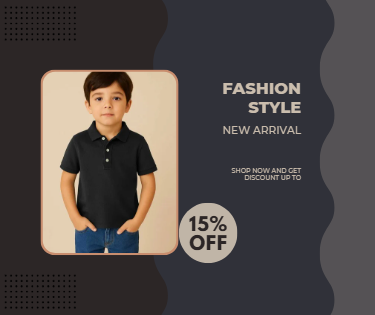 FASHION
STYLE
NEW ARRIVAL
SHOP NOW AND GET
DISCOUNT UP TO
15%
OFF